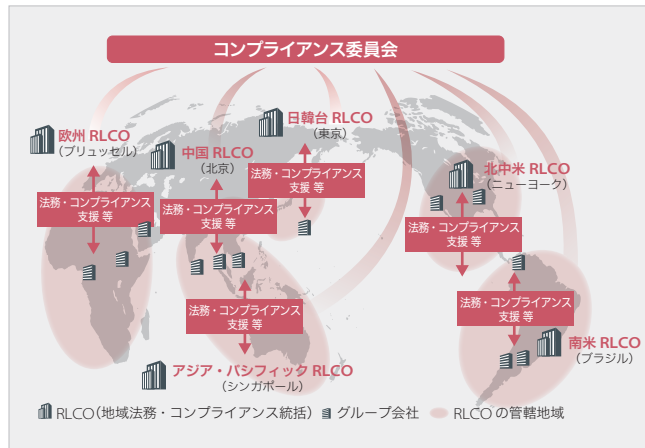 コンプライアンス委員会
欧州 RLCO
（ブリュッセル）
中国 RLCO
（北京）
日韓台 RLCO
（東京）
北中米 RLCO
（ニューヨーク）
法務・コンプライアンス
支援 等
法務・コンプライアンス
支援 等
法務・コンプライアンス
支援 等
法務・コンプライアンス
支援 等
法務・コンプライアンス
支援 等
法務・コンプライアンス
支援 等
アジア・パシフィック RLCO
（シンガポール）
南米 RLCO
（ブラジル）
RLCO（地域法務・コンプライアンス統括）
グループ会社
RLCOの管轄地域